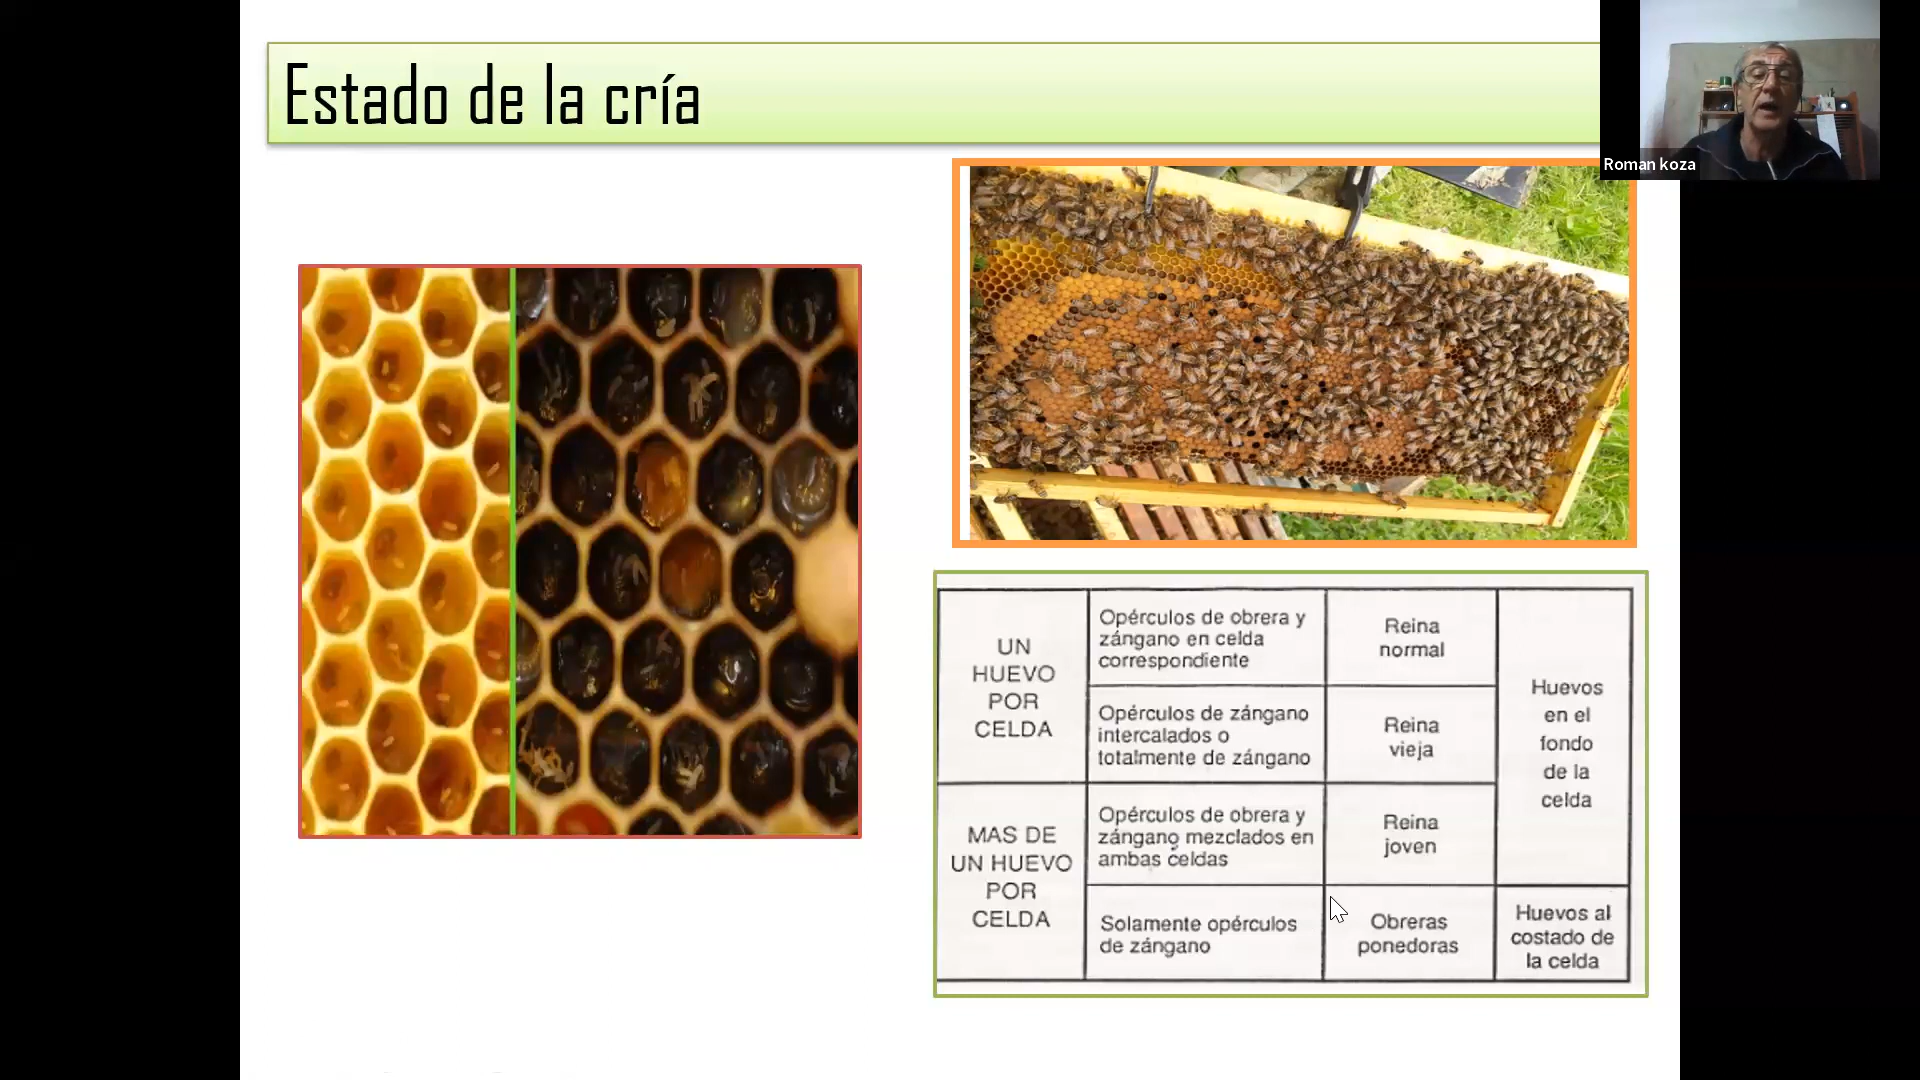 Estado de la cría
Roman koza
UN
HUEVO
POR
CELDA
Opérculos de obrera y
zángano en celda
correspondiente
Reina
normal
Opérculos de zángano
intercalados o
totalmente de zángano
Reina
vieja
Huevos
en el
fondo
de la
celda
MAS DE
UN HUEVO
POR
CELDA
Opérculos de obrera y
zángano mezclados en
ambas celdas
Reina
joven
Solamente opérculos
de zángano
Obreras
ponedoras
Huevos al
costado de
la celda